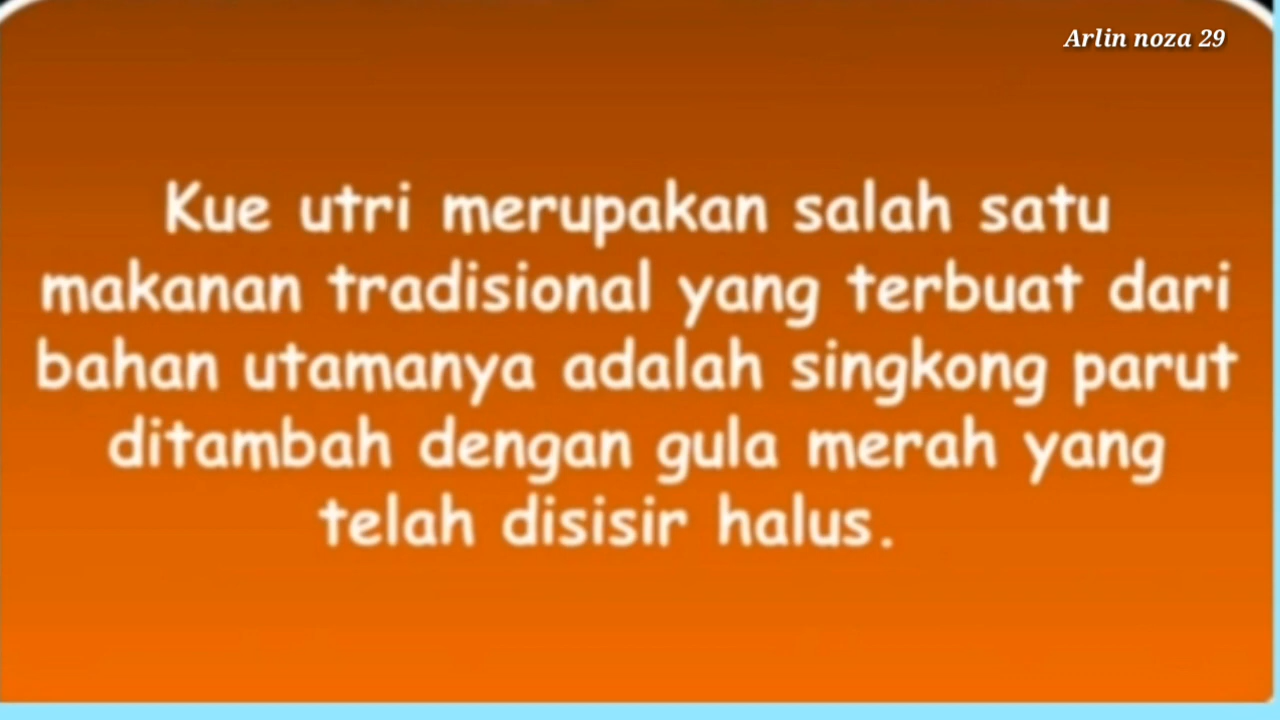 Arlin noza 29
Kue utri merupakan salah satu
makanan tradisional yang terbuat dari
bahan utamanya adalah singkong parut
ditambah dengan gula merah yang
telah disisir halus.